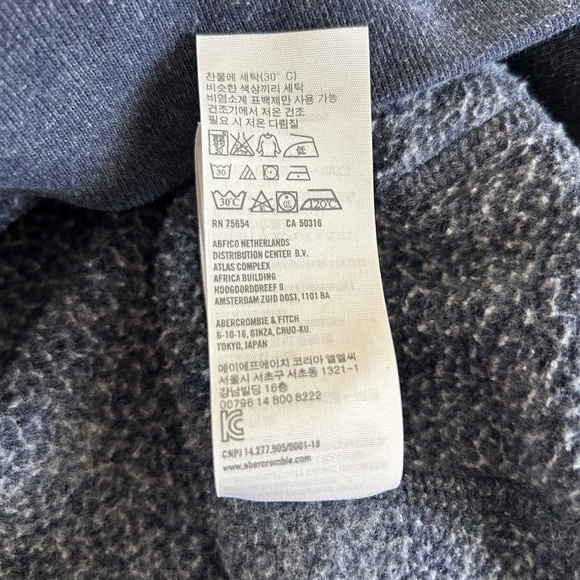 찬물에 세탁(30°C)
비슷한 색상끼리 세탁
비염소계 표백제만 사용 가능
건조기에서 저온 건조
필요 시 저온 다림질
低
30°C 低 120°C
RN 75654 CA 50316
ABFICO NETHERLANDS
DISTRIBUTION CENTER B.V.
ATLAS COMPLEX
AFRICA BUILDING
HOOGOORDDREEF 9
AMSTERDAM ZUID OOST, 1101 BA
ABERCROMBIE & FITCH
6-10-16, GINZA, CHUO-KU,
TOKYO, JAPAN
에이에프에이치 코리아 엘엘씨
서울시 서초구 서초동 1321-1
강남빌딩 16층
00798 14 800 8222
CNPJ 14.277.905/0001-18
www.abercrombie.com